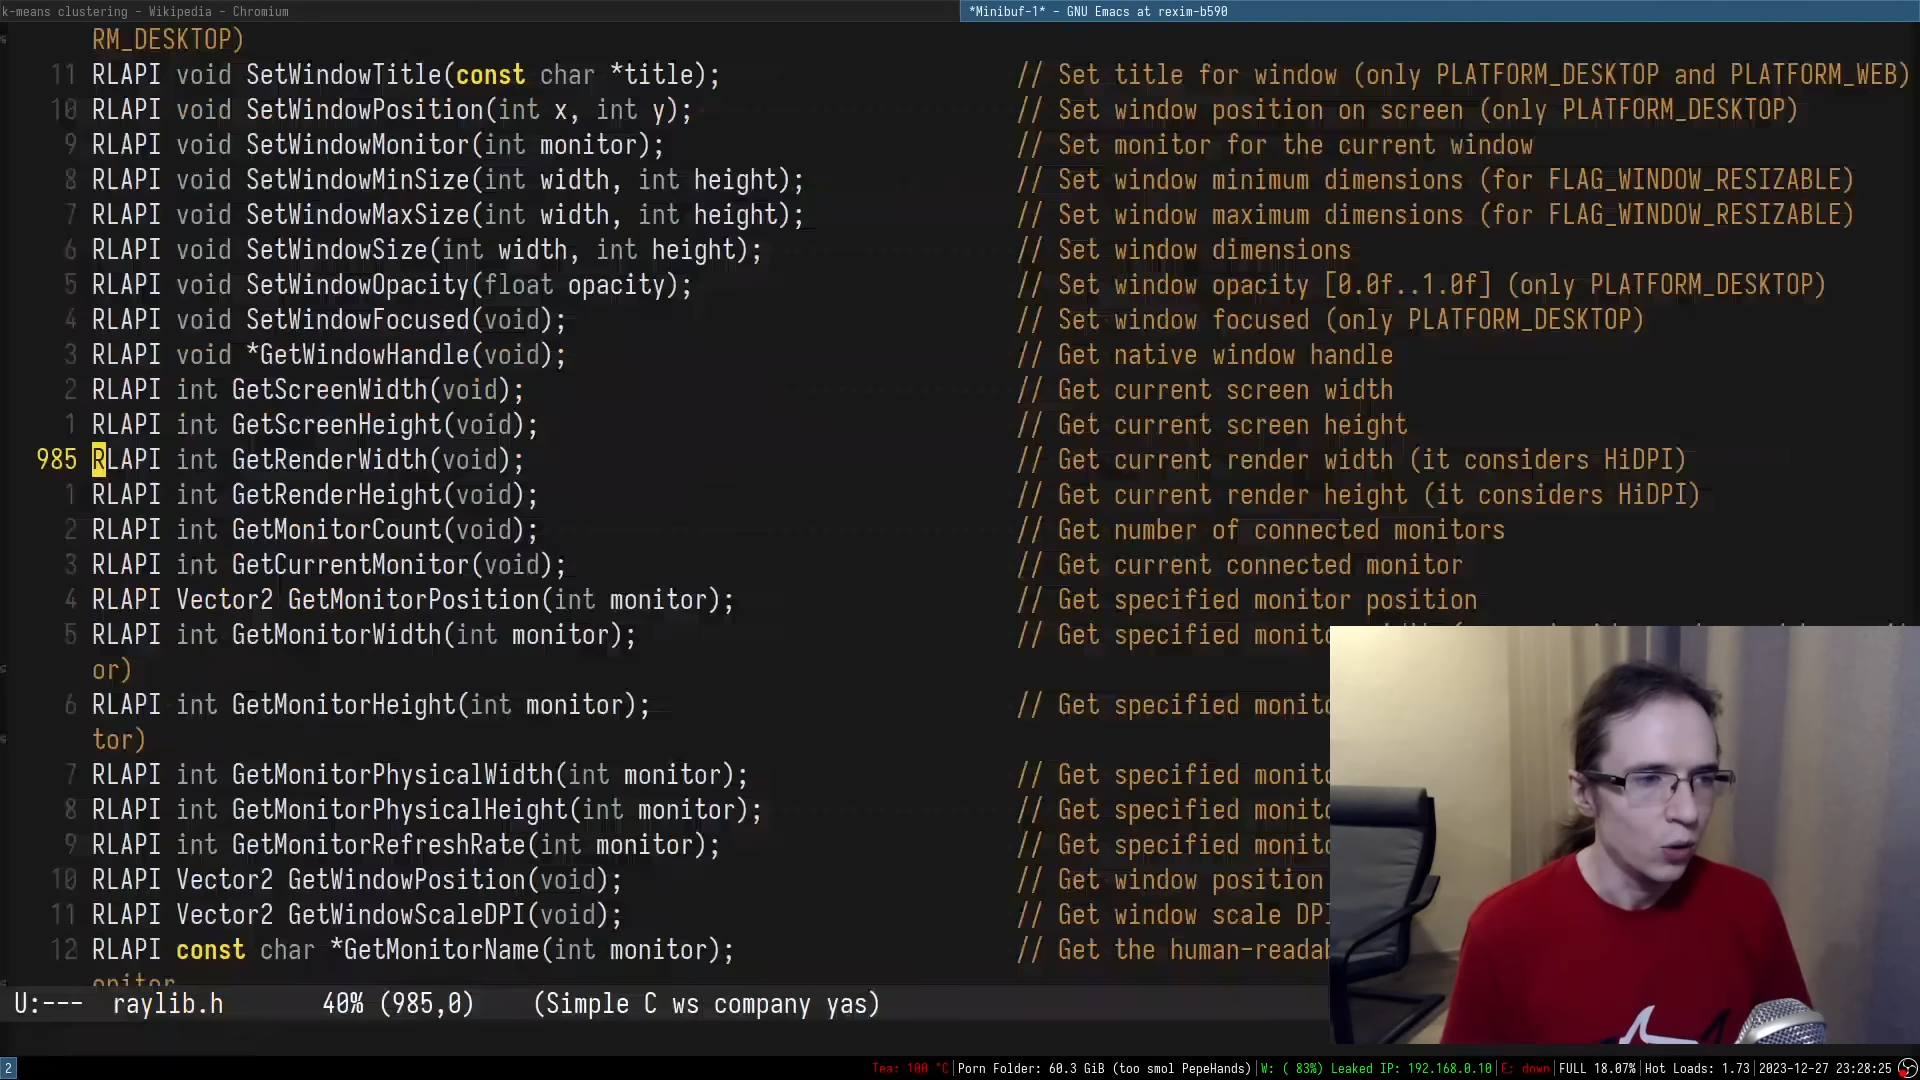 k-means clustering - Wikipedia - Chromium
*Minibuf-1* - GNU Emacs at rexim-b590
RM_DESKTOP)
11 RLAPI void SetWindowTitle(const char *title); // Set title for window (only PLATFORM_DESKTOP and PLATFORM_WEB)
10 RLAPI void SetWindowPosition(int x, int y); // Set window position on screen (only PLATFORM_DESKTOP)
9 RLAPI void SetWindowMonitor(int monitor); // Set monitor for the current window
8 RLAPI void SetWindowMinSize(int width, int height); // Set window minimum dimensions (for FLAG_WINDOW_RESIZABLE)
7 RLAPI void SetWindowMaxSize(int width, int height); // Set window maximum dimensions (for FLAG_WINDOW_RESIZABLE)
6 RLAPI void SetWindowSize(int width, int height); // Set window dimensions
5 RLAPI void SetWindowOpacity(float opacity); // Set window opacity [0.0f..1.0f] (only PLATFORM_DESKTOP)
4 RLAPI void SetWindowFocused(void); // Set window focused (only PLATFORM_DESKTOP)
3 RLAPI void *GetWindowHandle(void); // Get native window handle
2 RLAPI int GetScreenWidth(void); // Get current screen width
1 RLAPI int GetScreenHeight(void); // Get current screen height
985 RLAPI int GetRenderWidth(void); // Get current render width (it considers HiDPI)
1 RLAPI int GetRenderHeight(void); // Get current render height (it considers HiDPI)
2 RLAPI int GetMonitorCount(void); // Get number of connected monitors
3 RLAPI int GetCurrentMonitor(void); // Get current connected monitor
4 RLAPI Vector2 GetMonitorPosition(int monitor); // Get specified monitor position
5 RLAPI int GetMonitorWidth(int monitor); // Get specified monito
or)
6 RLAPI int GetMonitorHeight(int monitor); // Get specified monito
tor)
7 RLAPI int GetMonitorPhysicalWidth(int monitor); // Get specified monito
8 RLAPI int GetMonitorPhysicalHeight(int monitor); // Get specified monito
9 RLAPI int GetMonitorRefreshRate(int monitor); // Get specified monito
10 RLAPI Vector2 GetWindowPosition(void); // Get window position
11 RLAPI Vector2 GetWindowScaleDPI(void); // Get window scale DPI
12 RLAPI const char *GetMonitorName(int monitor); // Get the human-readab
onitor
U:--- raylib.h 40% (985,0) (Simple C ws company yas)
2 Tea: 100 °C|Porn Folder: 60.3 GiB (too smol PepeHands)|W: ( 83%) Leaked IP: 192.168.0.10|E: down|FULL 18.07%|Hot Loads: 1.73|2023-12-27 23:28:25